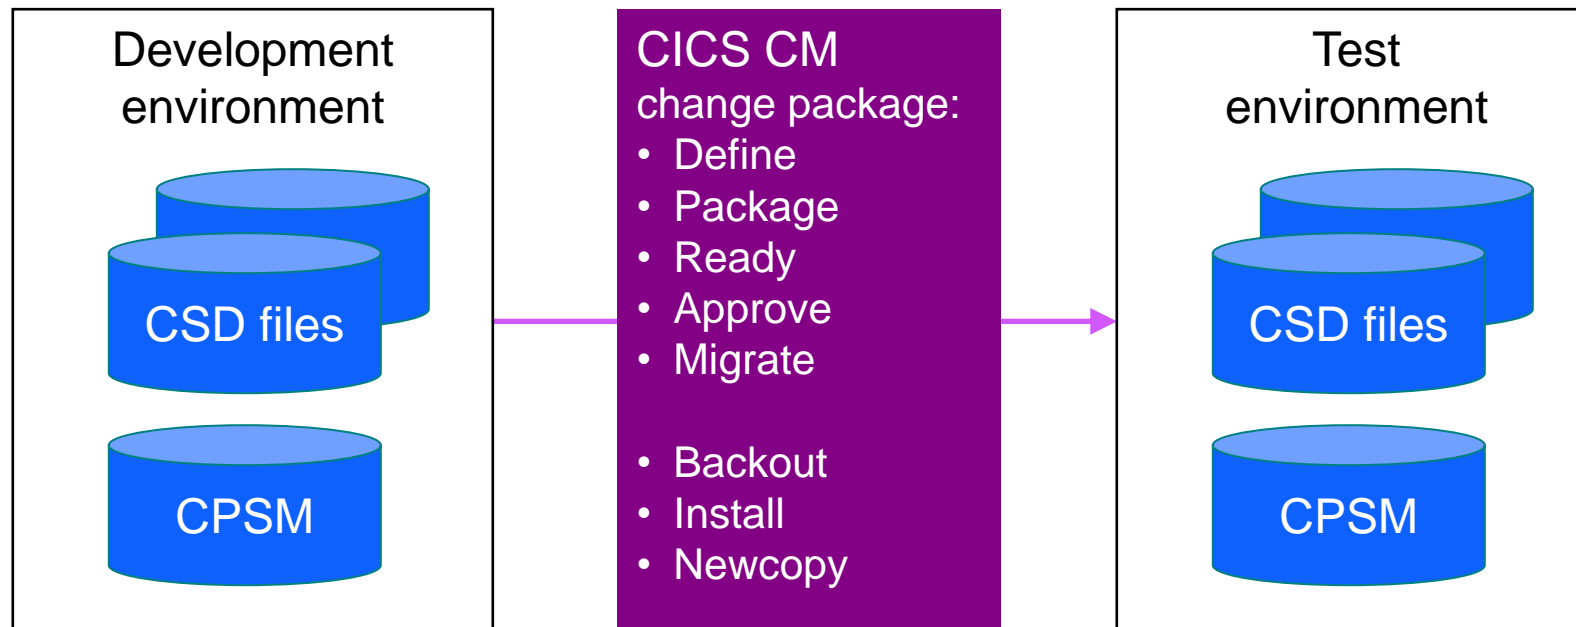 Development
environment
CSD files
CPSM
CICS CM
change package:
• Define
• Package
• Ready
• Approve
• Migrate
• Backout
• Install
• Newcopy
Test
environment
CSD files
CPSM